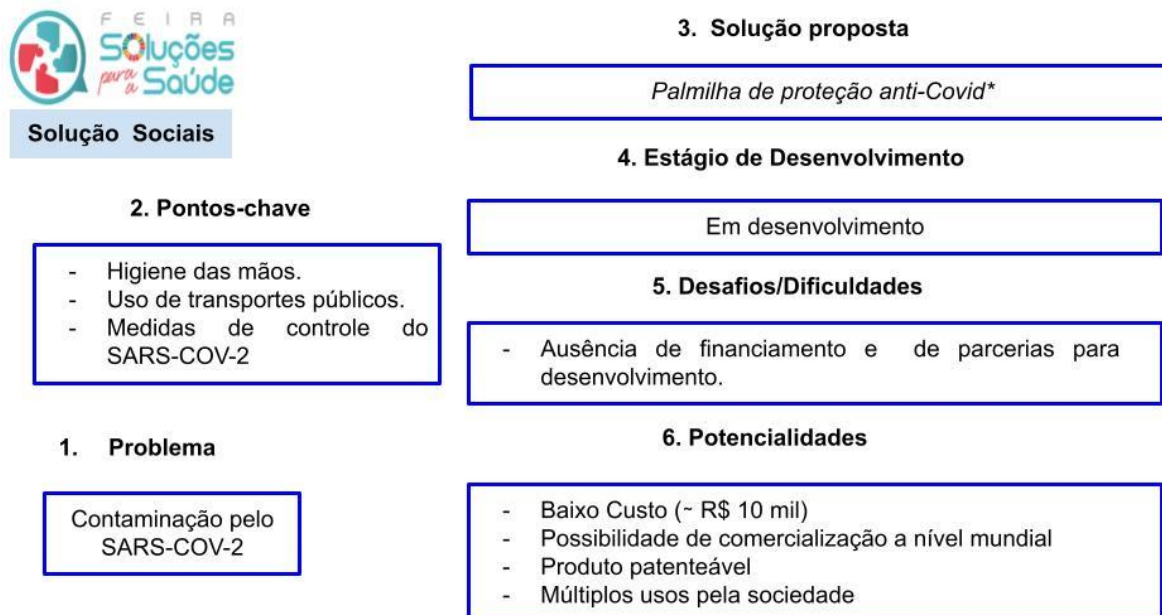 FEIRA
Soluções
para a Saúde
Solução Sociais
2. Pontos-chave
- Higiene das mãos.
- Uso de transportes públicos.
- Medidas de controle do
SARS-COV-2
1. Problema
Contaminação pelo
SARS-COV-2
3. Solução proposta
Palmilha de proteção anti-Covid*
4. Estágio de Desenvolvimento
Em desenvolvimento
5. Desafios/Dificuldades
- Ausência de financiamento e de parcerias para
desenvolvimento.
6. Potencialidades
- Baixo Custo (~ R$ 10 mil)
- Possibilidade de comercialização a nível mundial
- Produto patenteável
- Múltiplos usos pela sociedade